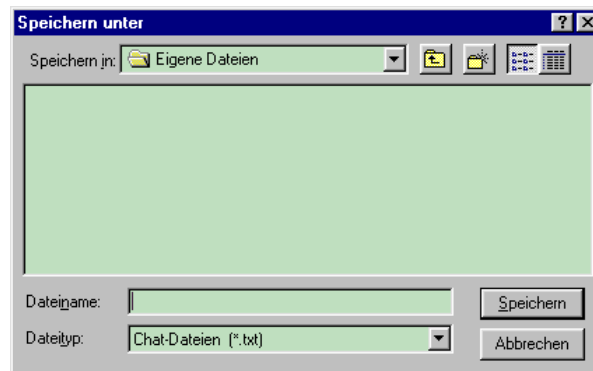 Speichern unter
Speichern in: Eigene Dateien
Dateiname:
Speichern
Dateityp: Chat-Dateien (*.txt)
Abbrechen